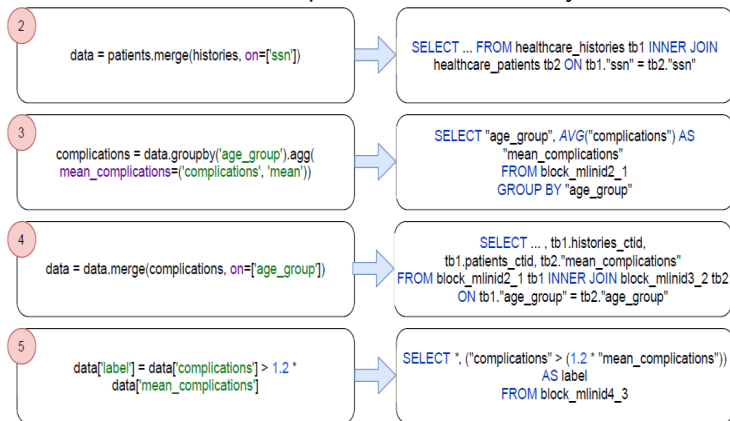 2
data = patients.merge(histories, on=['ssn'])
SELECT ... FROM healthcare_histories tb1 INNER JOIN
healthcare_patients tb2 ON tb1."ssn" = tb2."ssn"
3
complications = data.groupby('age_group').agg(
mean_complications=('complications', 'mean'))
SELECT "age_group", AVG("complications") AS
"mean_complications"
FROM block_mlinid2_1
GROUP BY "age_group"
4
data = data.merge(complications, on=['age_group'])
SELECT ... , tb1.histories_ctid,
tb1.patients_ctid, tb2."mean_complications"
FROM block_mlinid2_1 tb1 INNER JOIN block_mlinid3_2 tb2
ON tb1."age_group" = tb2."age_group"
5
data['label'] = data['complications'] > 1.2 *
data['mean_complications']
SELECT *, ("complications" > (1.2 * "mean_complications"))
AS label
FROM block_mlinid4_3